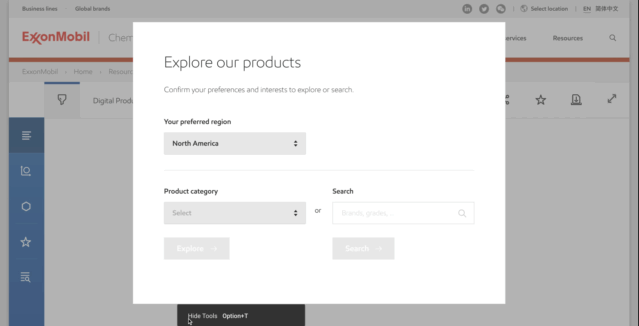 Business lines Global brands Select location EN 简体中文
ExxonMobil Chem
ervices Resources
ExxonMobil Home Resour
Digital Produ
Explore our products
Confirm your preferences and interests to explore or search.
Your preferred region
North America
Product category Search
Select or Brands, grades, ...
Explore + Search +
Hide Tools Option+T